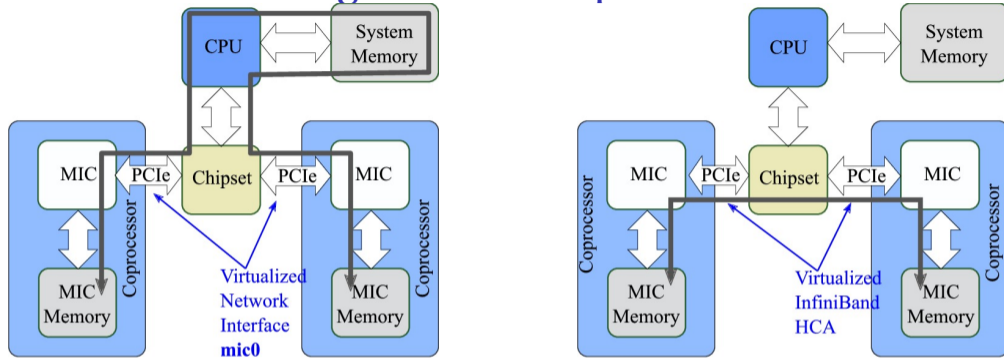 CPU
System
Memory
MIC
PCIe
Chipset
PCIe
MIC
Coprocessor
Coprocessor
MIC
Memory
Virtualized
Network
Interface
mic0
MIC
Memory
CPU
System
Memory
MIC
PCIe
Chipset
PCIe
MIC
Coprocessor
Coprocessor
MIC
Memory
Virtualized
InfiniBand
HCA
MIC
Memory